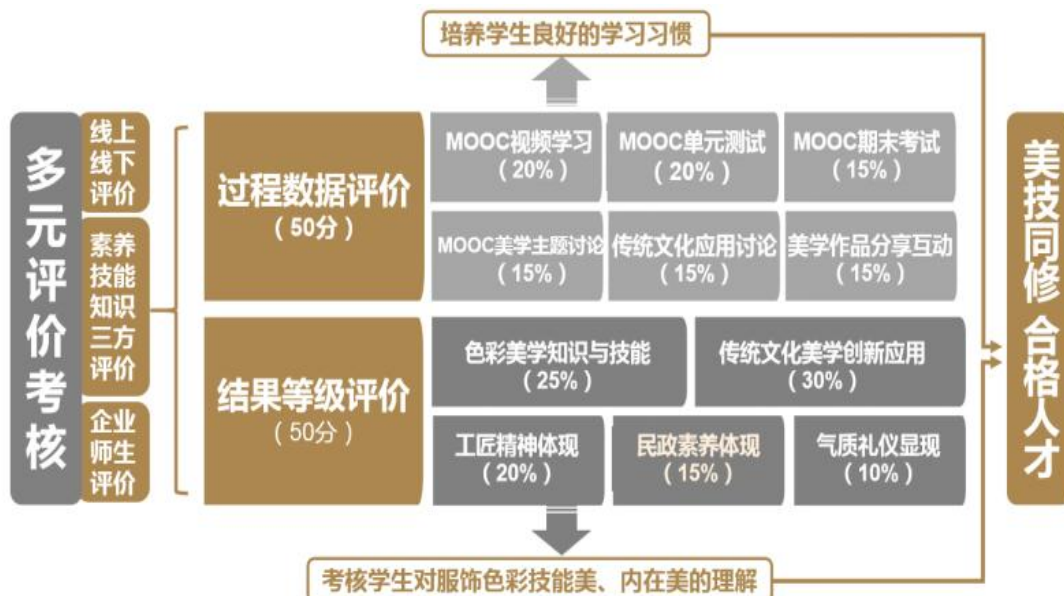 培养学生良好的学习习惯
多元评价考核
线上
线下
评价
素养
技能
知识
三方
评价
企业
师生
评价
过程数据评价
（50分）
MOOC视频学习
（20%）
MOOC单元测试
（20%）
MOOC期末考试
（15%）
MOOC美学主题讨论
（15%）
传统文化应用讨论
（15%）
美学作品分享互动
（15%）
结果等级评价
（50分）
色彩美学知识与技能
（25%）
传统文化美学创新应用
（30%）
工匠精神体现
（20%）
民政素养体现
（15%）
气质礼仪显现
（10%）
考核学生对服饰色彩技能美、内在美的理解
美技同修 合格人才